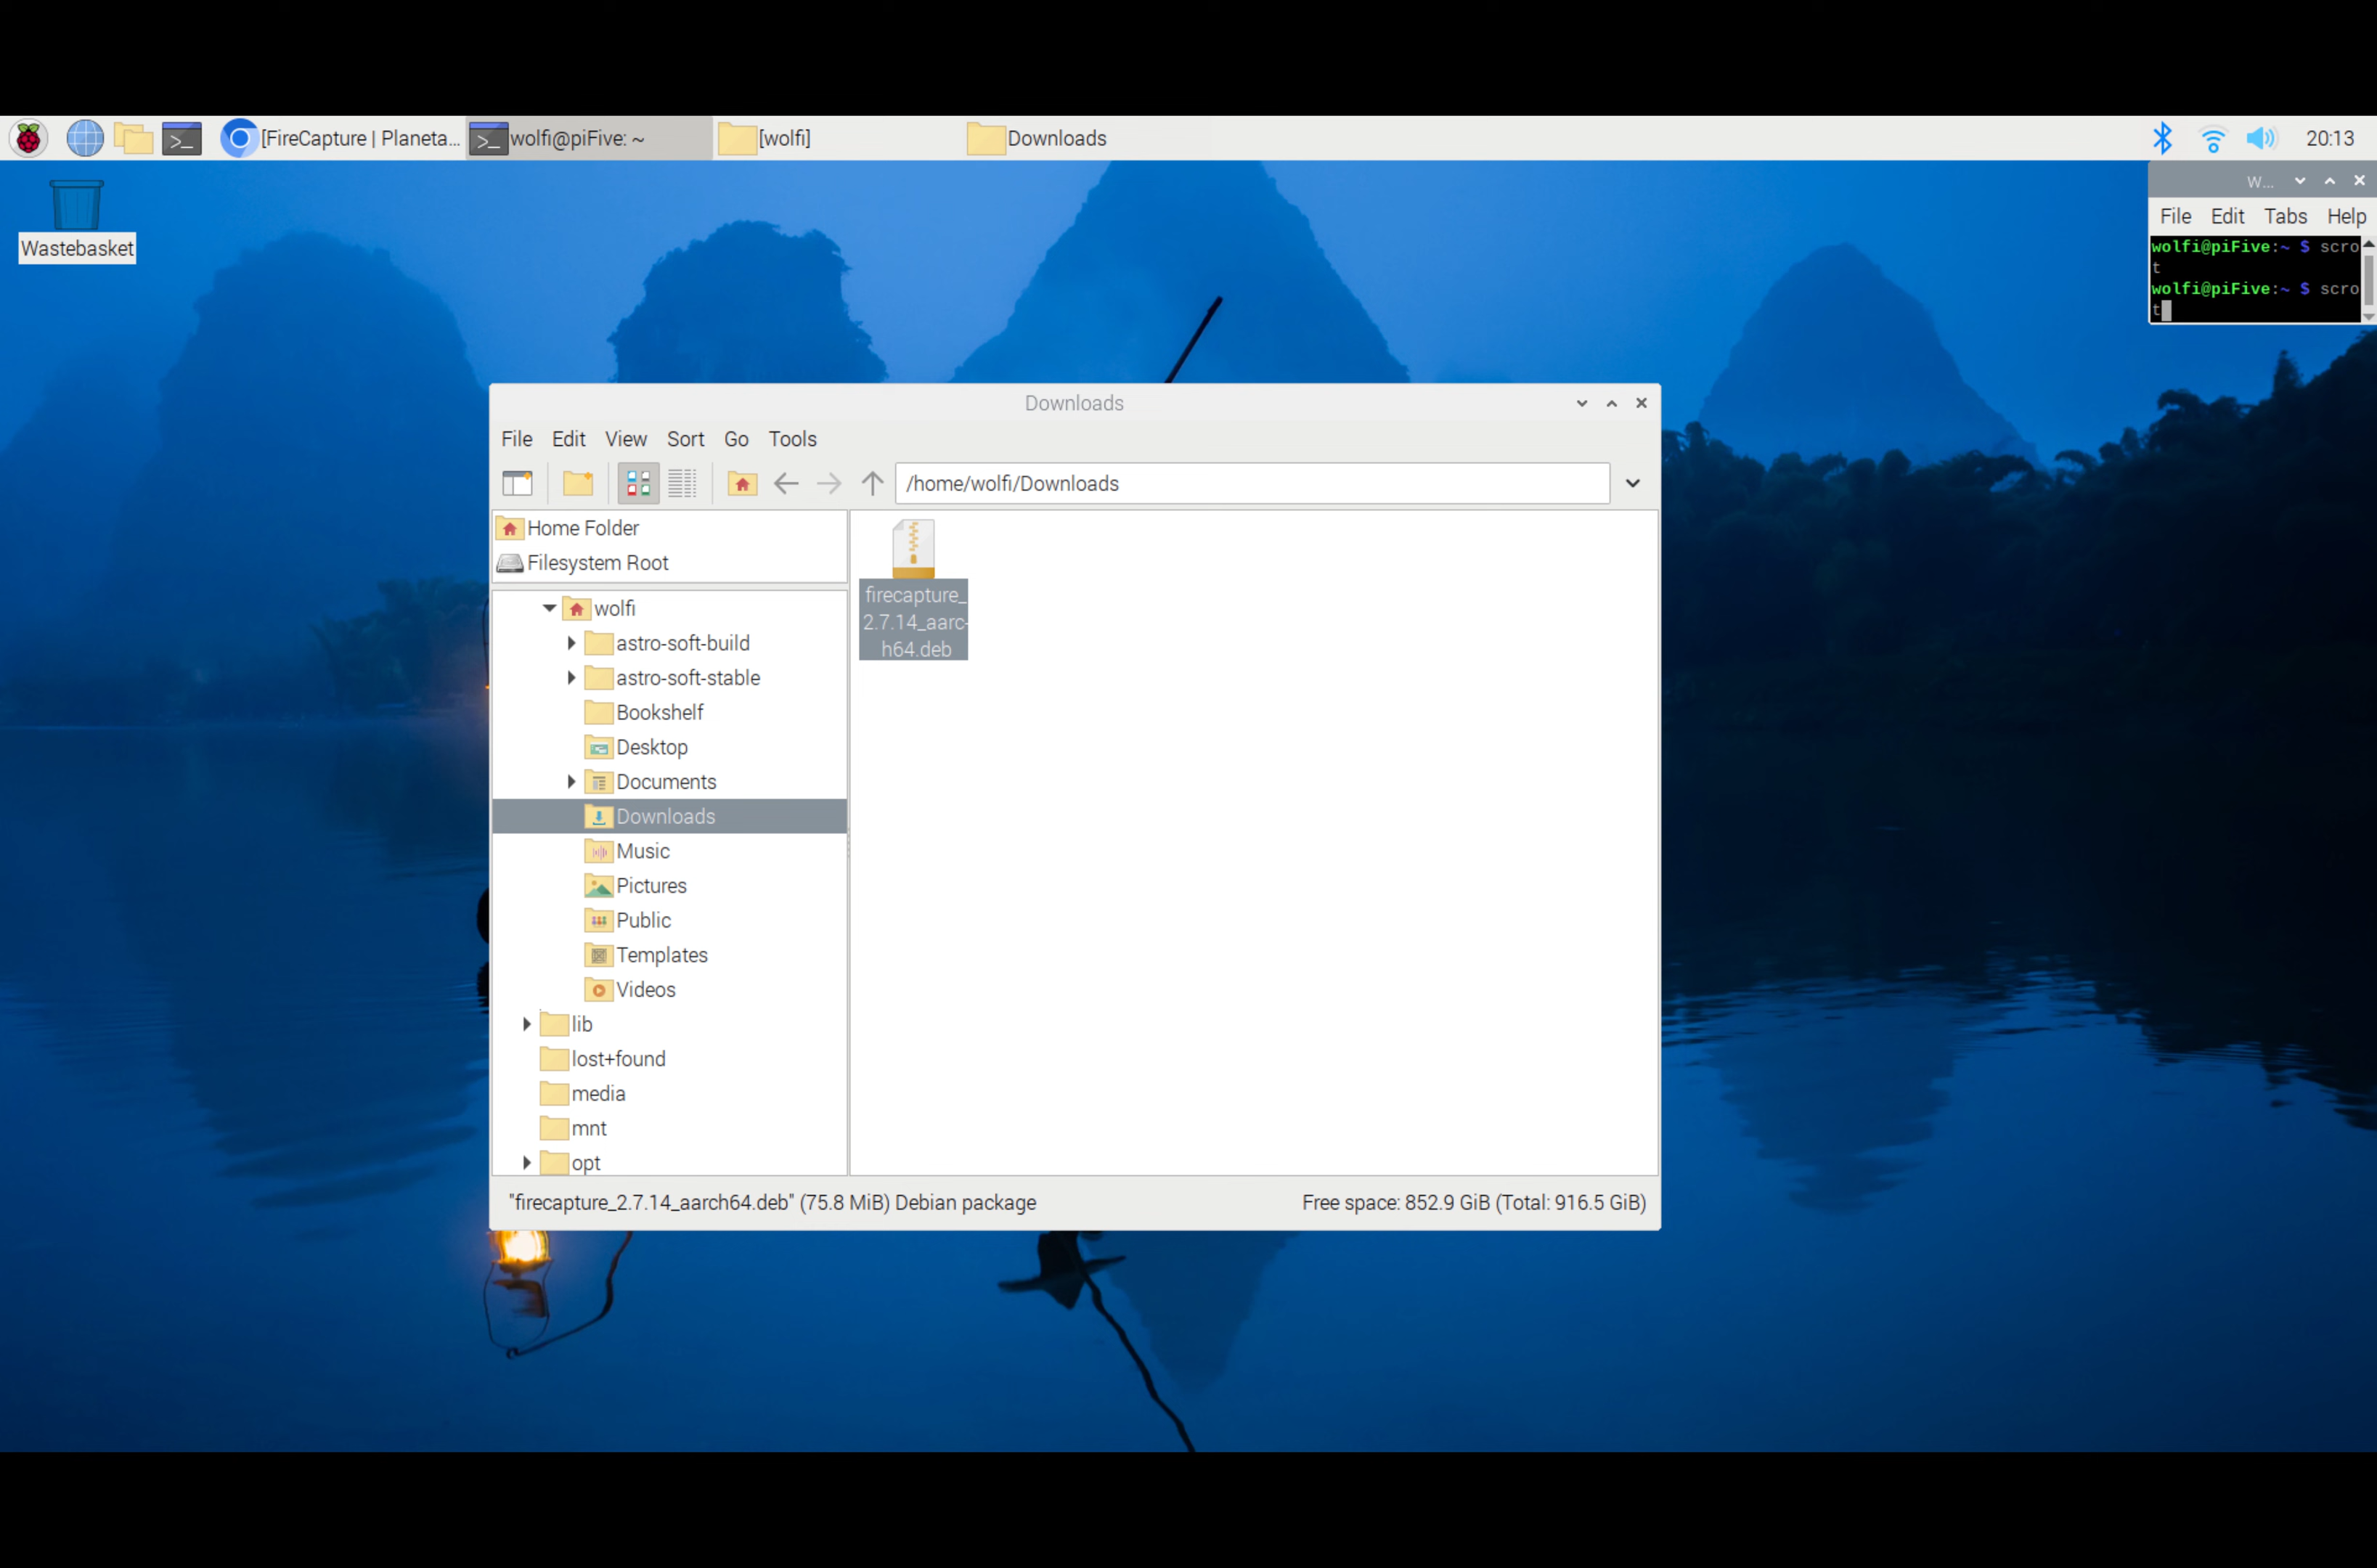 [FireCapture | Planeta...
wolfi@piFive: ~
[wolfi]
Downloads
20:13
Wastebasket
W...
File Edit Tabs Help
wolfi@piFive:~ $ scro
t
wolfi@piFive:~ $ scro
t
Downloads
File Edit View Sort Go Tools
/home/wolfi/Downloads
Home Folder
Filesystem Root
wolfi
astro-soft-build
astro-soft-stable
Bookshelf
Desktop
Documents
Downloads
Music
Pictures
Public
Templates
Videos
lib
lost+found
media
mnt
opt
firecapture_
2.7.14_aarc-
h64.deb
"firecapture_2.7.14_aarch64.deb" (75.8 MiB) Debian package
Free space: 852.9 GiB (Total: 916.5 GiB)